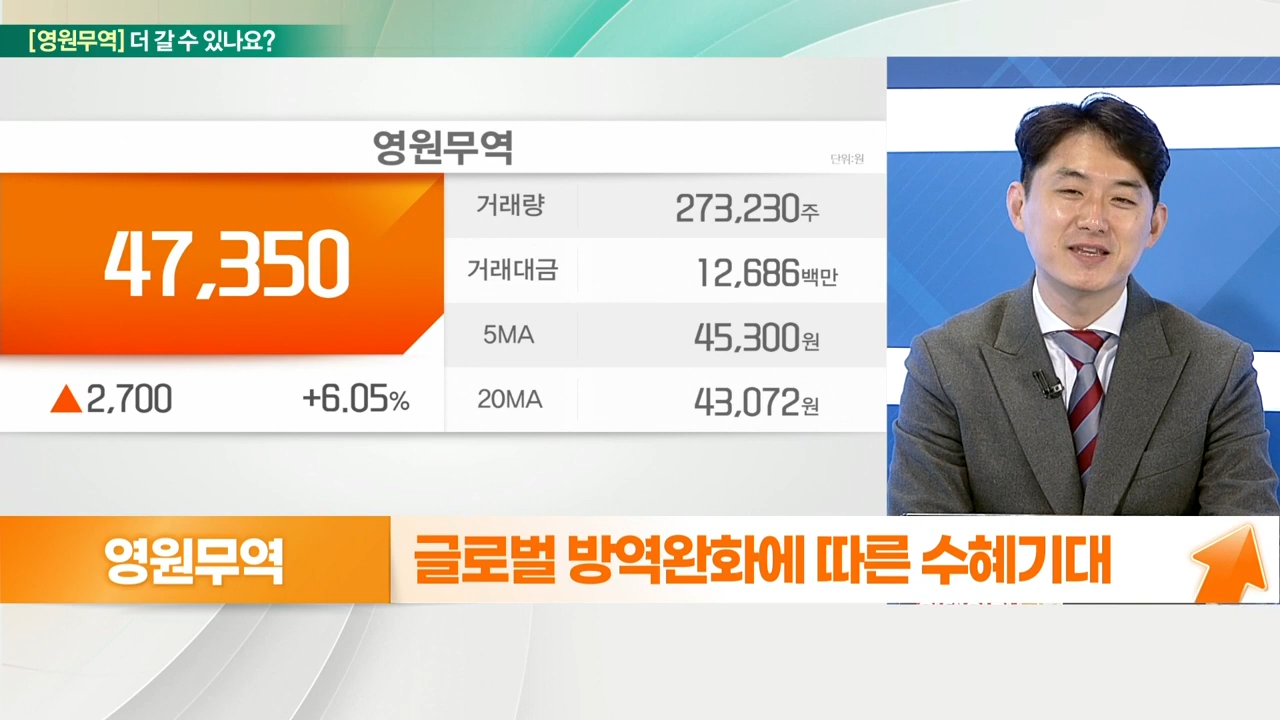 [영원무역] 더 갈 수 있나요?
영원무역
단위:원
47,350
▲2,700 +6.05%
거래량 273,230주
거래대금 12,686백만
5MA 45,300원
20MA 43,072원
영원무역 글로벌 방역완화에 따른 수혜기대